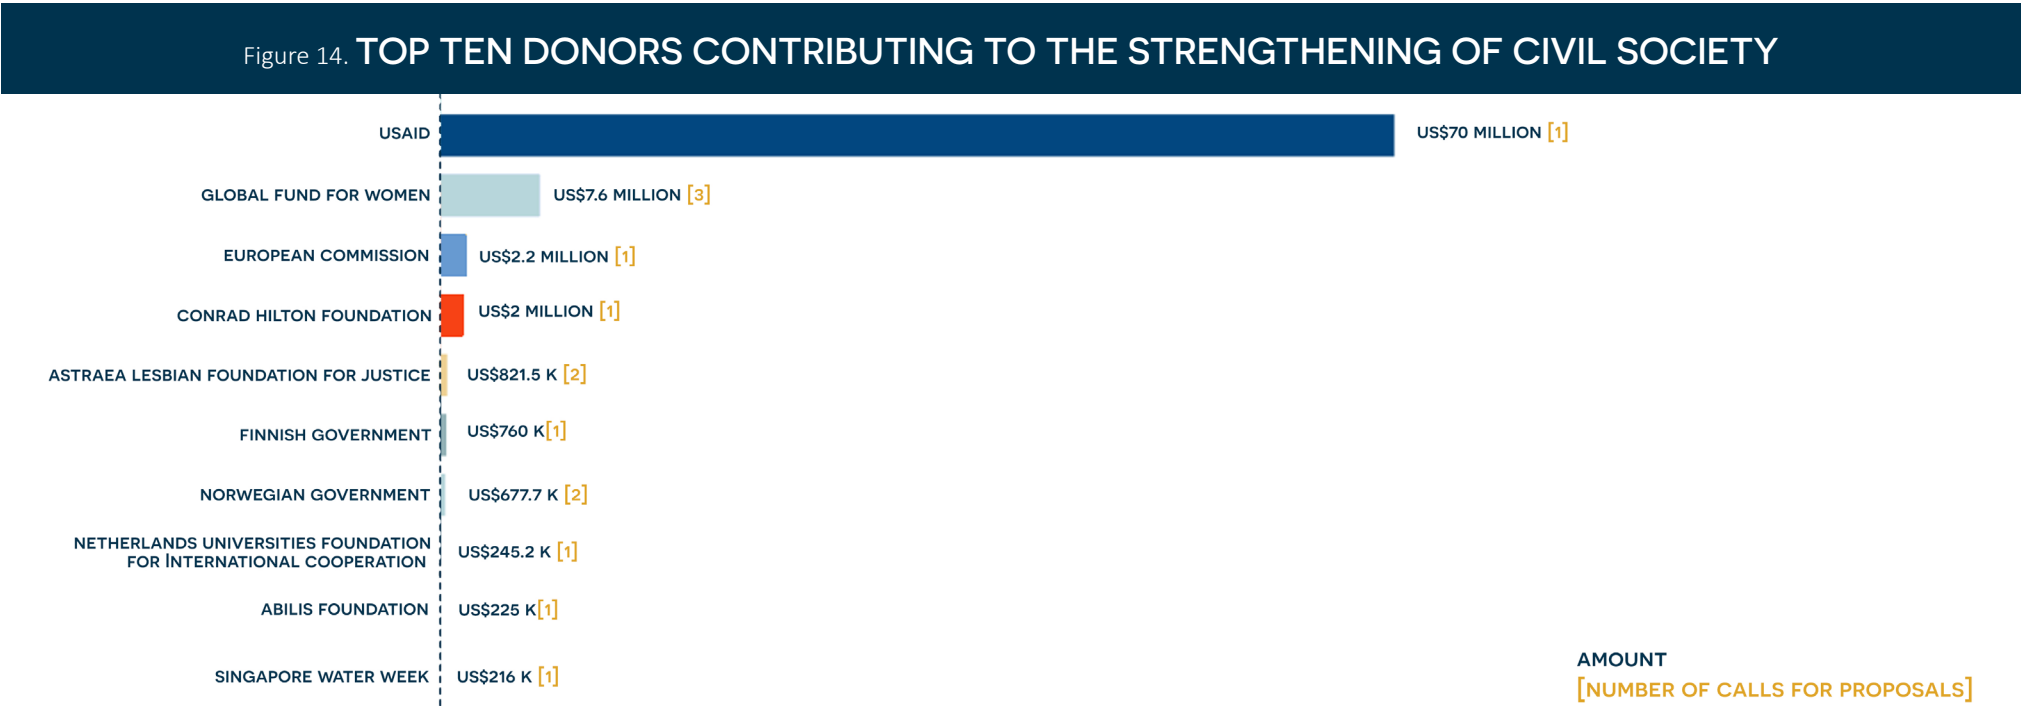 Figure 14. TOP TEN DONORS CONTRIBUTING TO THE STRENGTHENING OF CIVIL SOCIETY
USAID US$70 MILLION [1]
GLOBAL FUND FOR WOMEN US$7.6 MILLION [3]
EUROPEAN COMMISSION US$2.2 MILLION [1]
CONRAD HILTON FOUNDATION US$2 MILLION [1]
ASTRAEA LESBIAN FOUNDATION FOR JUSTICE US$821.5 K [2]
FINNISH GOVERNMENT US$760 K[1]
NORWEGIAN GOVERNMENT US$677.7 K [2]
NETHERLANDS UNIVERSITIES FOUNDATION
FOR INTERNATIONAL COOPERATION US$245.2 K [1]
ABILIS FOUNDATION US$225 K[1]
SINGAPORE WATER WEEK US$216 K [1]
AMOUNT
[NUMBER OF CALLS FOR PROPOSALS]